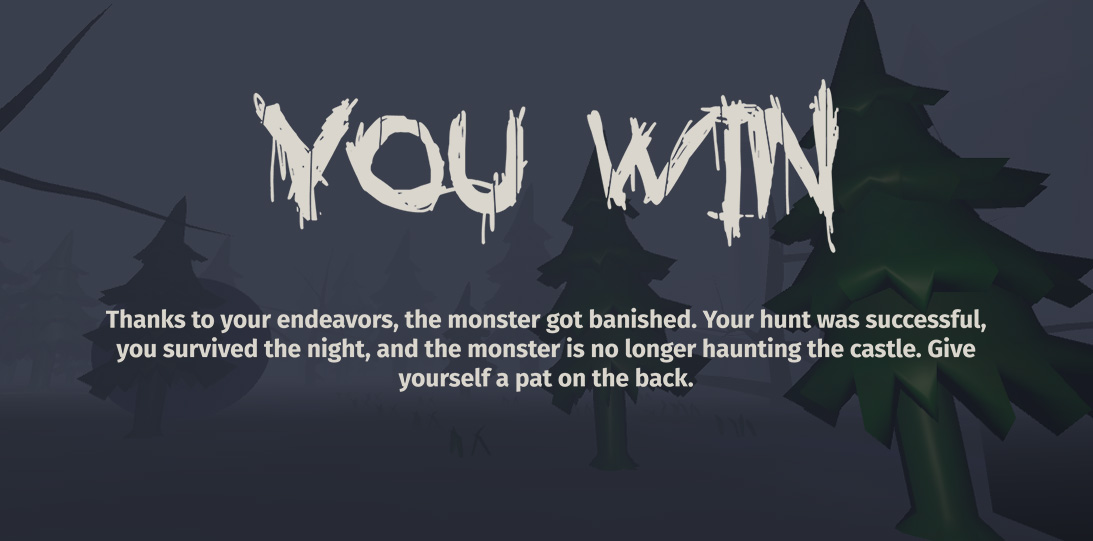 YOU WIN
Thanks to your endeavors, the monster got banished. Your hunt was successful,
you survived the night, and the monster is no longer haunting the castle. Give
yourself a pat on the back.